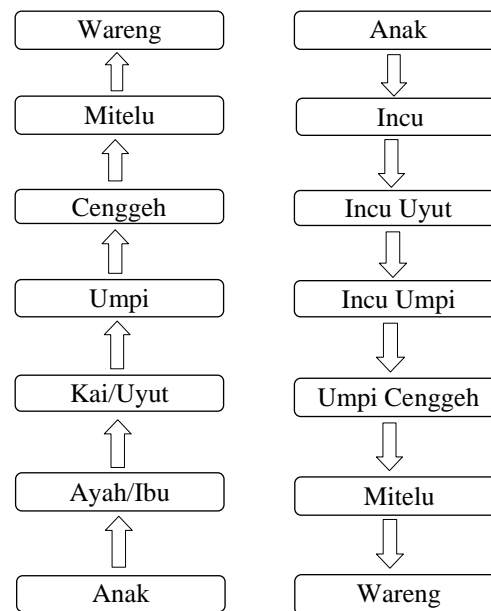 Wareng
Mitelu
Cenggeh
Umpi
Kai/Uyut
Ayah/Ibu
Anak
Anak
Incu
Incu Uyut
Incu Umpi
Umpi Cenggeh
Mitelu
Wareng